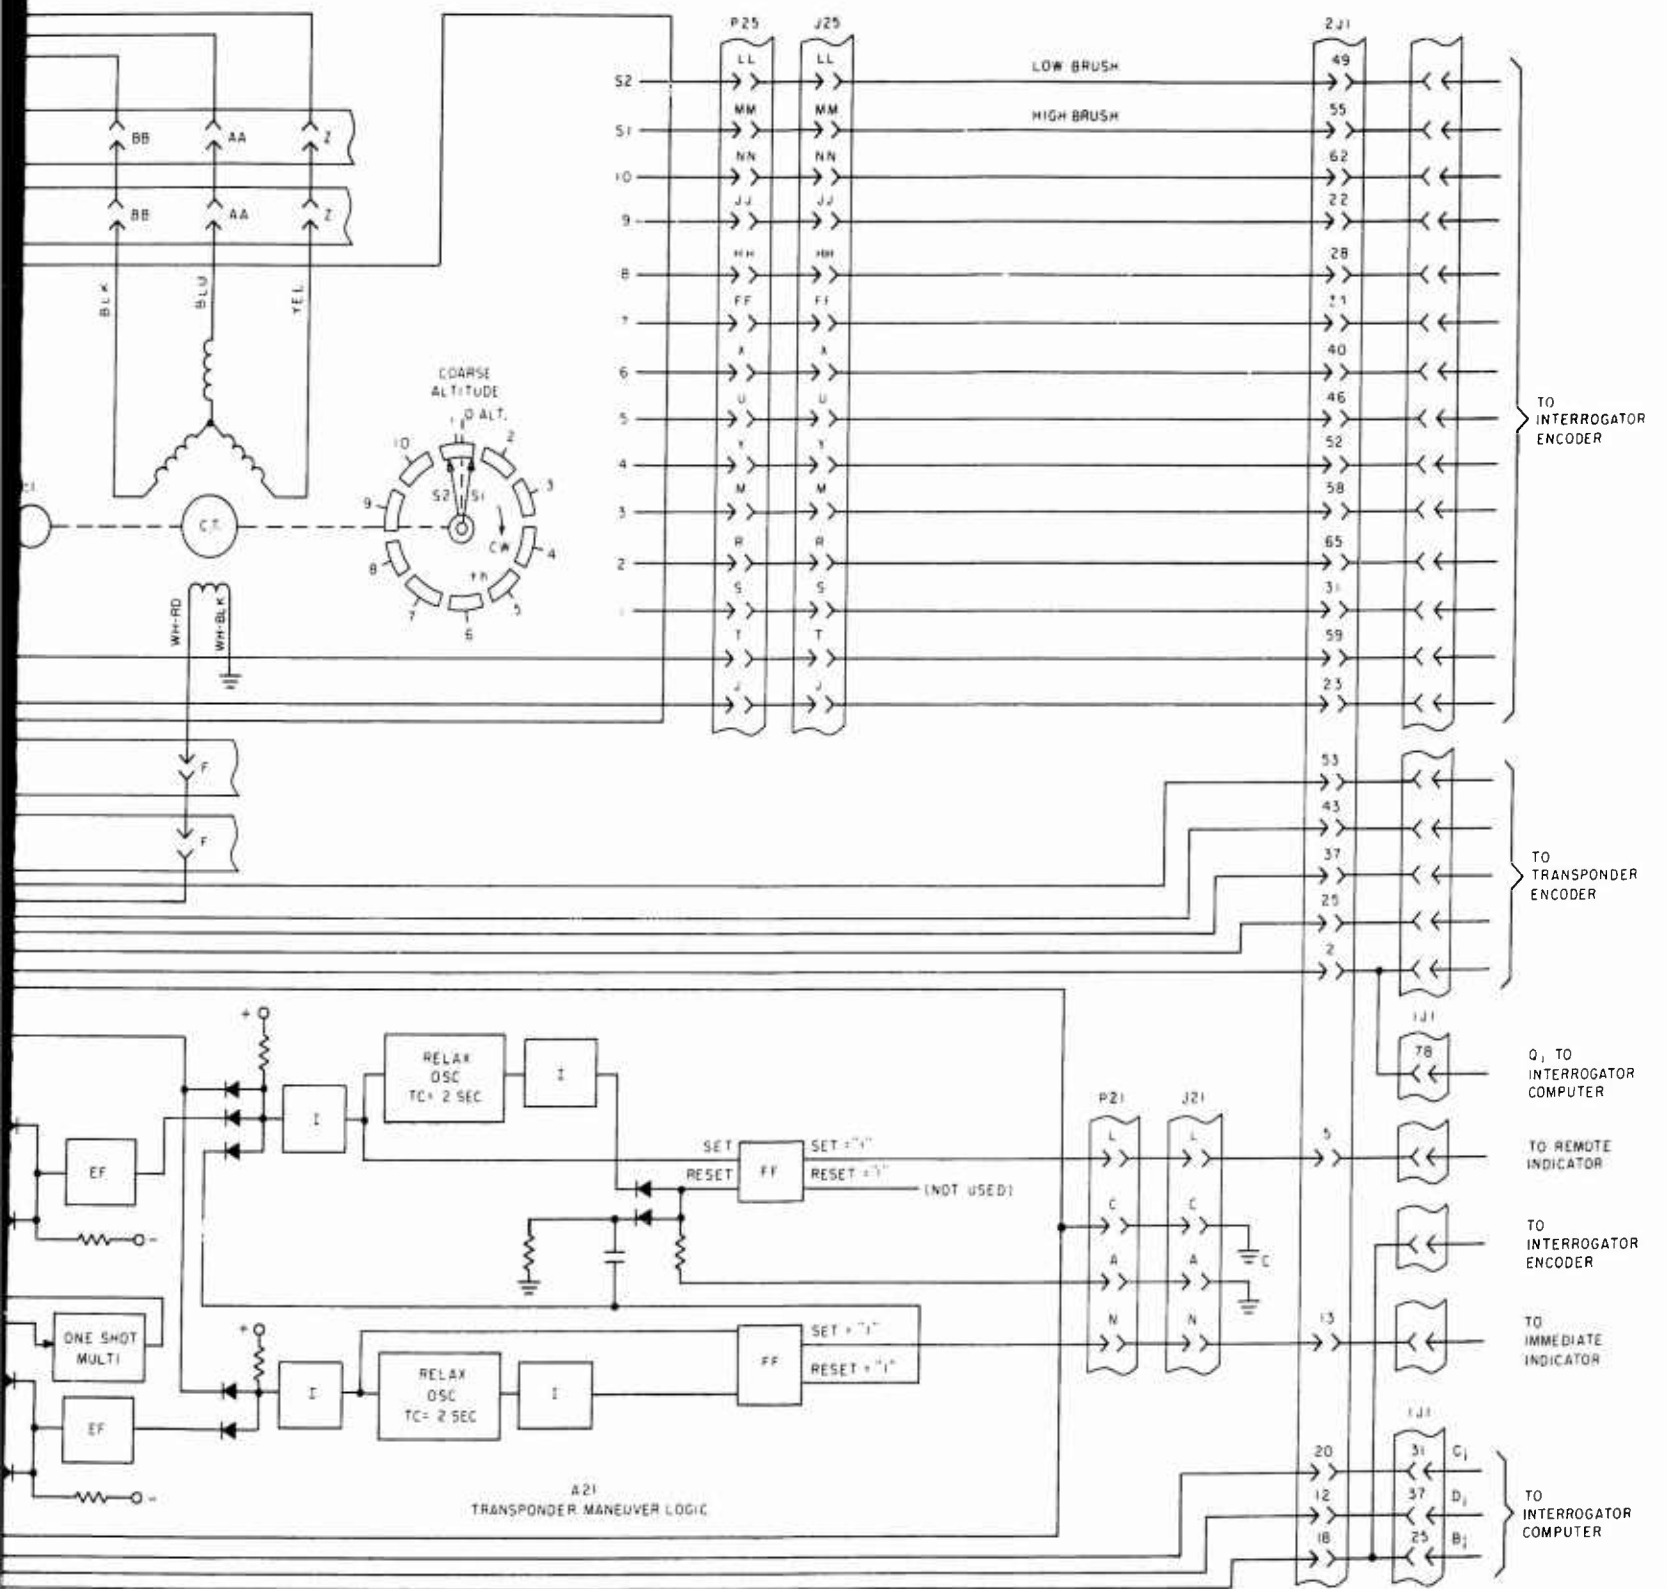 P25 J25 2J1
S2 LL LL LOW BRUSH 49
S1 MM MM HIGH BRUSH 55
10 NN NN 62
9 JJ JJ 22
8 HH HH 28
7 FF FF
6 X X 40
5 U U 46
4 Y Y 52
3 M M 58
2 R R 65
S S 31
T T 59
J J 23
TO
INTERROGATOR
ENCODER
BB AA Z
BB AA Z
BLK BLU YEL
COARSE
ALTITUDE
0 ALT.
1
2
3
4
5
6
7
8
9
10
S2 S1
CW
C.T.
WH-RD WH-BLK
F
F
53
43
37
25
2
TO
TRANSPONDER
ENCODER
1J1
78
Q, TO
INTERROGATOR
COMPUTER
+
RELAX
OSC
TC= 2 SEC
I
I
EF
-
SET
RESET
FF
SET = "1"
RESET = "1"
(NOT USED)
P21 J21
L L 5
TO REMOTE
INDICATOR
C C
C
A A
N N 13
TO
INTERROGATOR
ENCODER
TO
IMMEDIATE
INDICATOR
ONE SHOT
MULTI
+
I
RELAX
OSC
TC= 2 SEC
I
FF
SET = "1"
RESET = "1"
EF
-
A21
TRANSPONDER MANEUVER LOGIC
1J1
20 31 Cj
12 37 Dj
18 25 Bj
TO
INTERROGATOR
COMPUTER